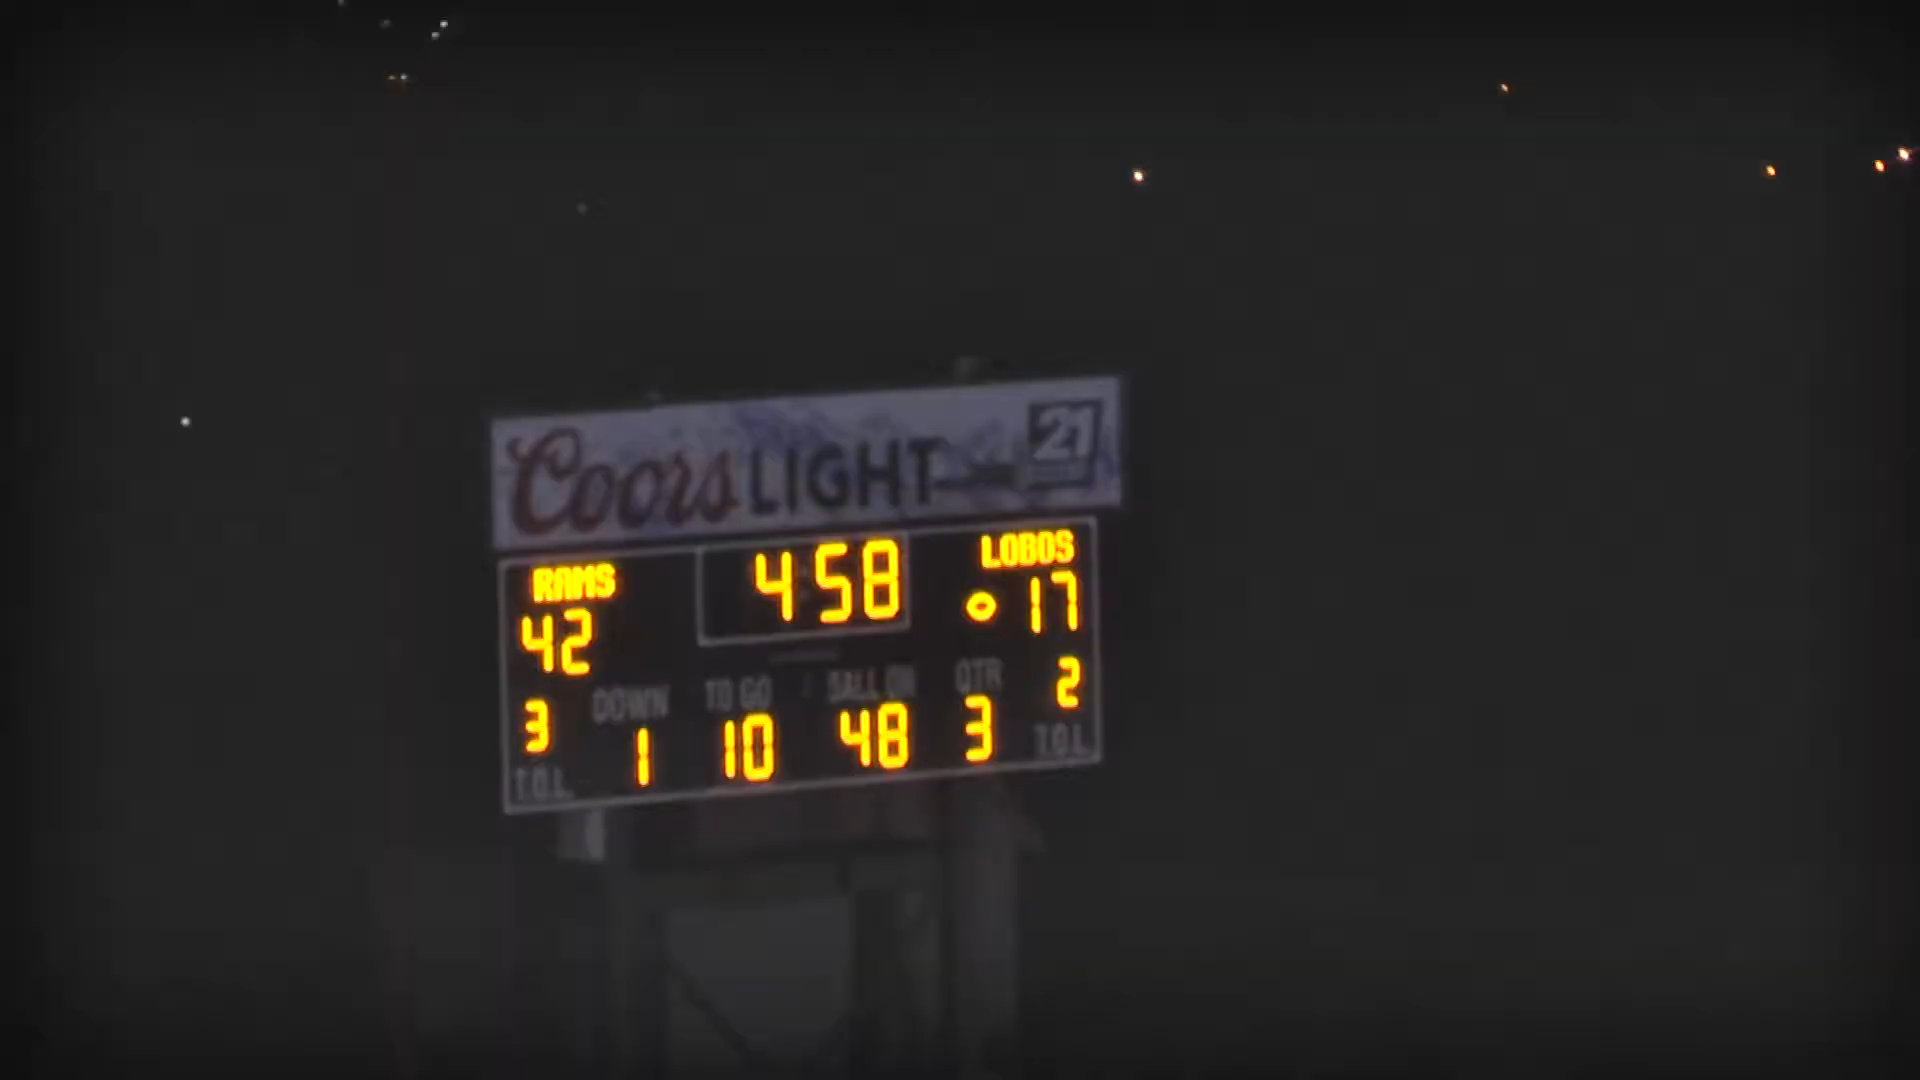 Coors LIGHT 21
RAMS 4:58 LOBOS
42 17
DOWN TO GO BALL ON QTR
3 1 10 48 3 2
T.O.L. T.O.L.